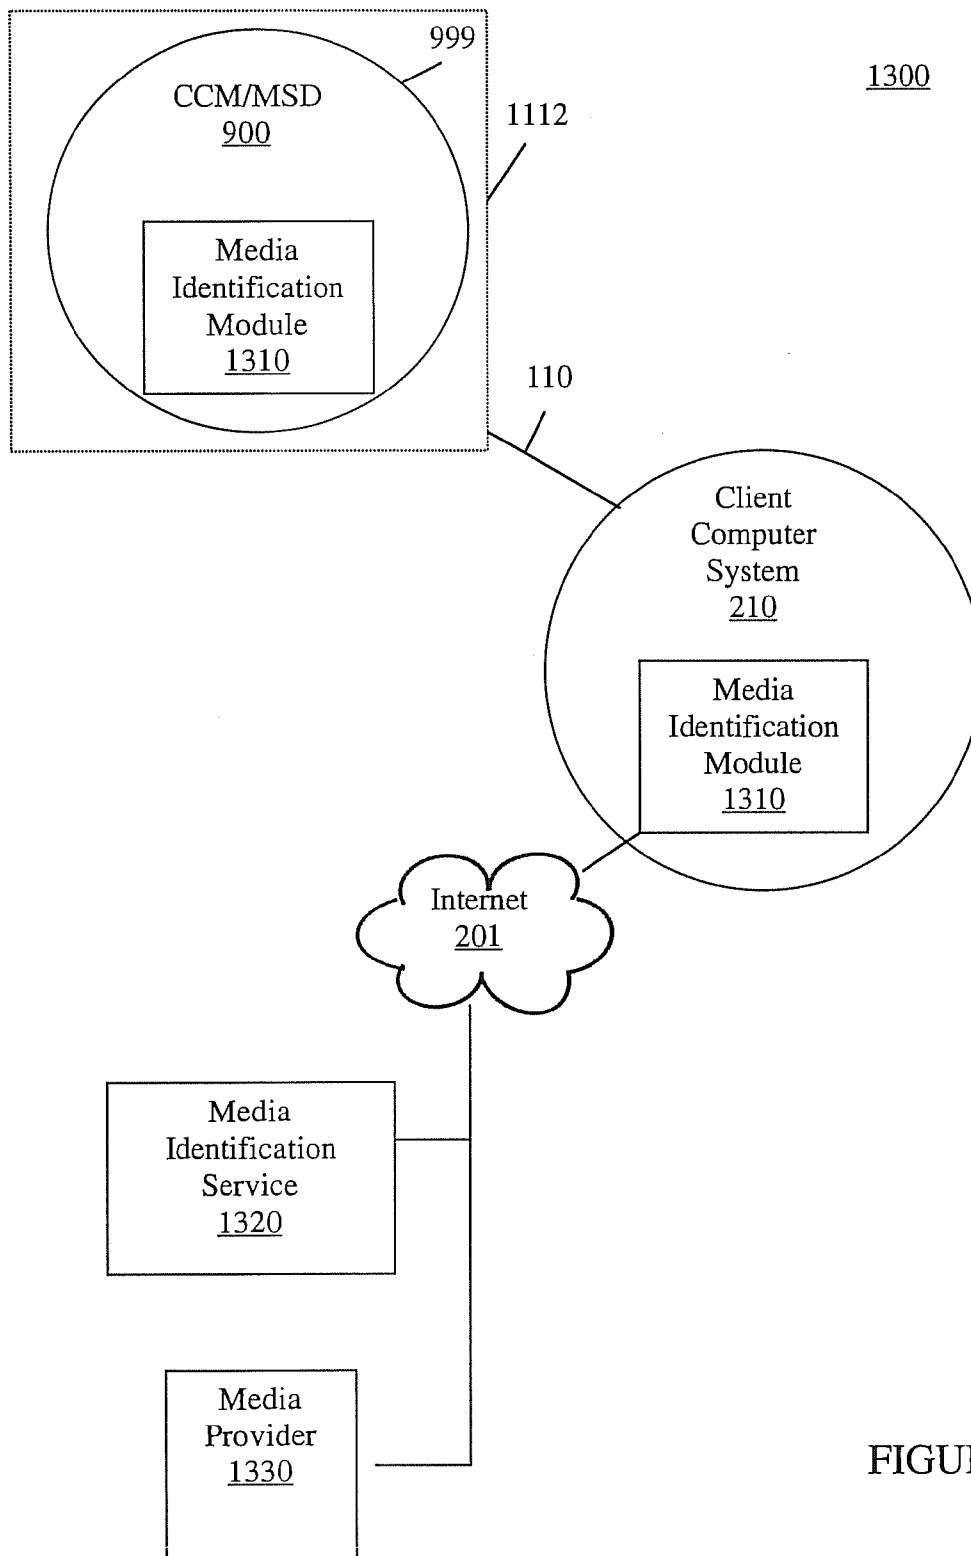 999
1300
CCM/MSD
900
1112
Media
Identification
Module
1310
110
Client
Computer
System
210
Media
Identification
Module
1310
Internet
201
Media
Identification
Service
1320
Media
Provider
1330